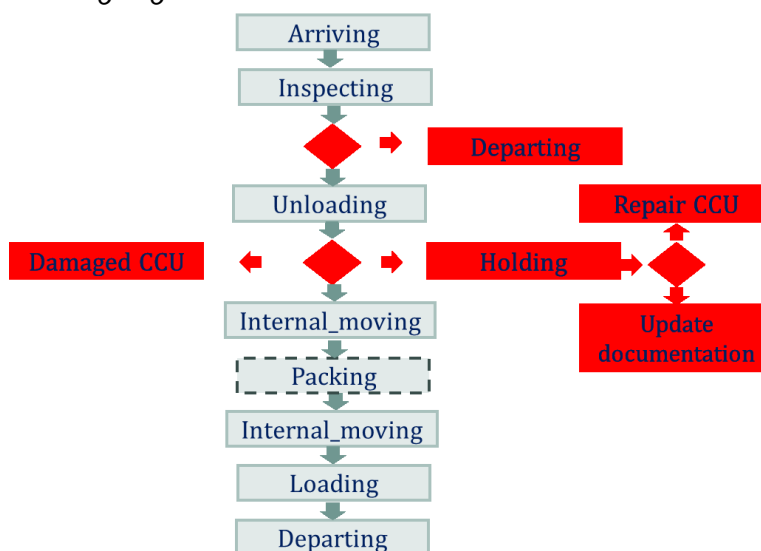 Arriving
Inspecting
Departing
Unloading
Repair CCU
Damaged CCU
Holding
Internal_moving
Update
documentation
Packing
Internal_moving
Loading
Departing